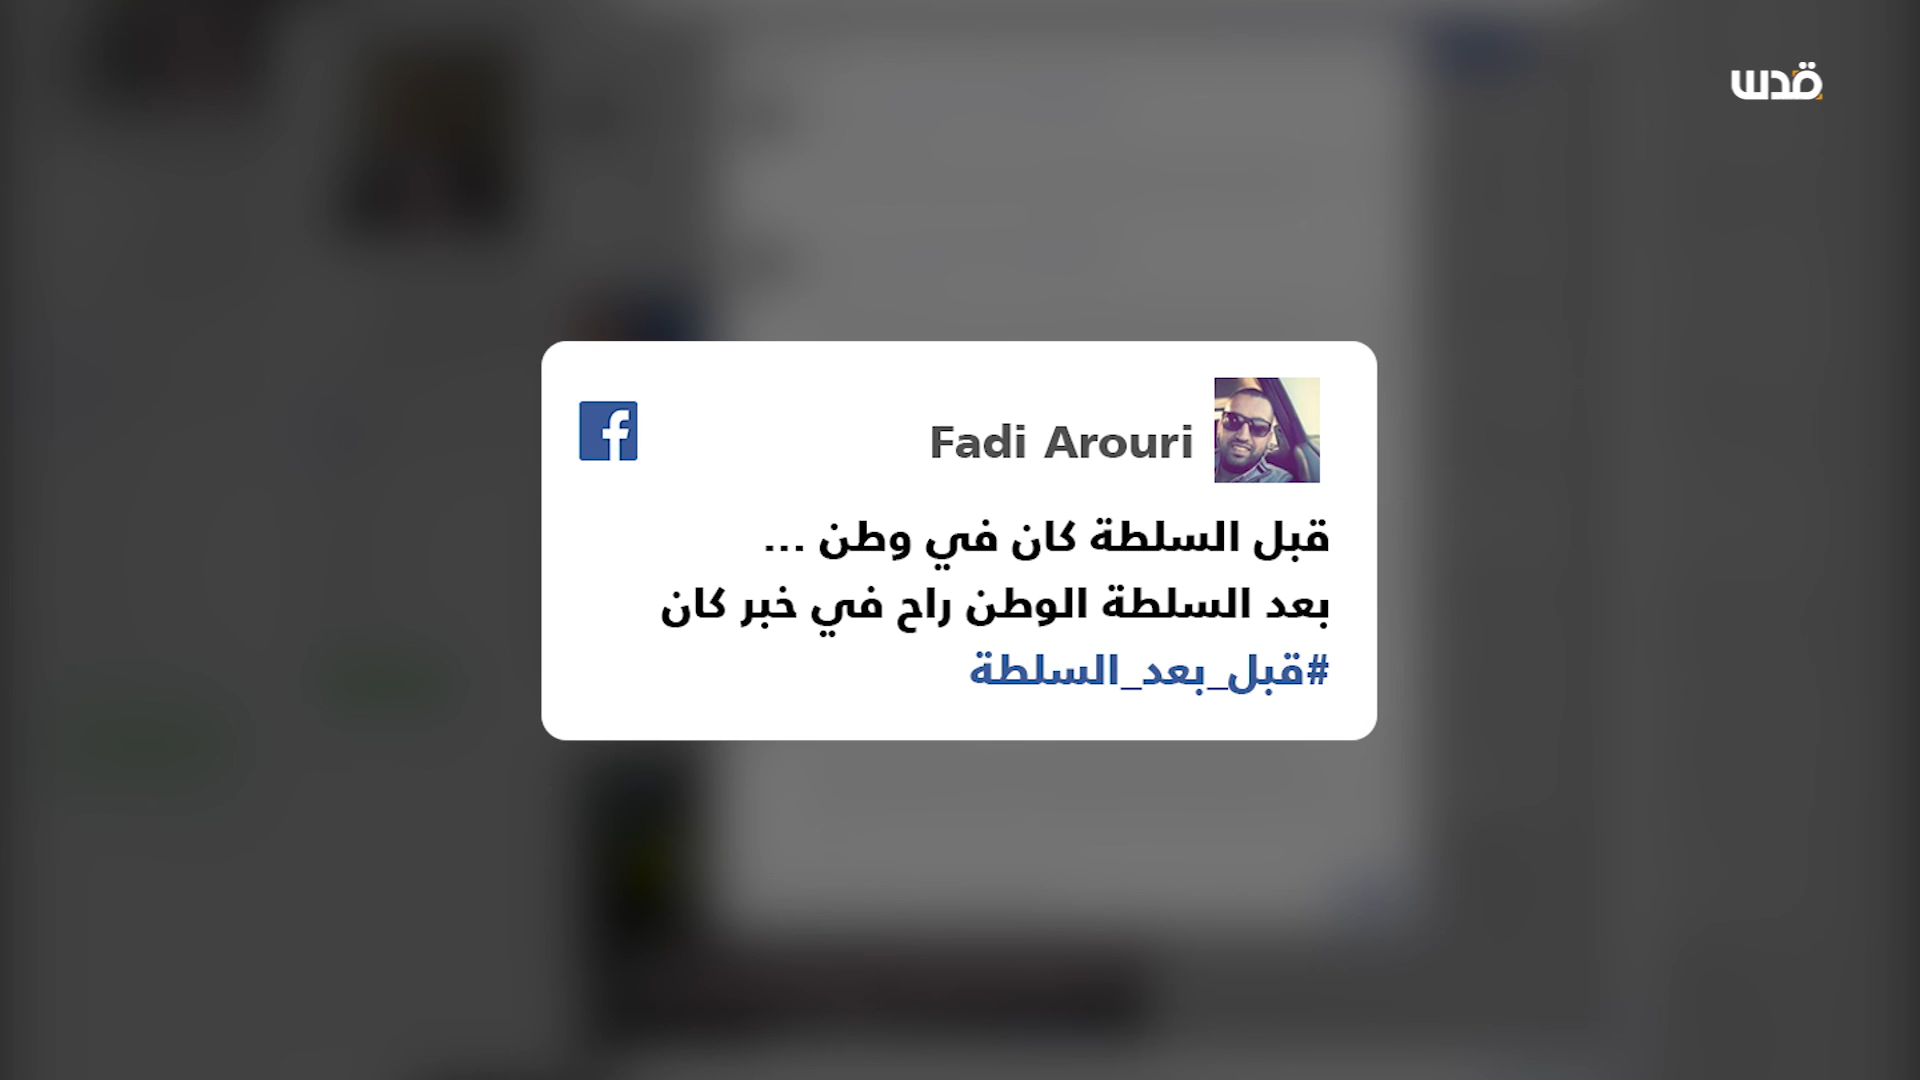 قدس
Fadi Arouri
قبل السلطة كان في وطن ...
بعد السلطة الوطن راح في خبر كان
#قبل_بعد_السلطة